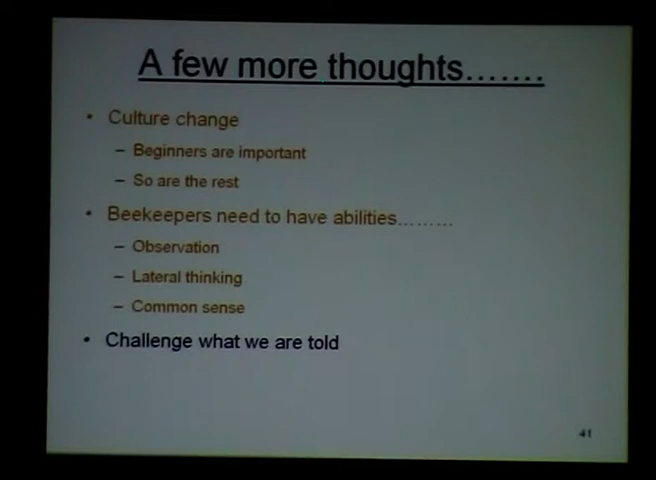 A few more thoughts.......
• Culture change
– Beginners are important
– So are the rest
• Beekeepers need to have abilities.........
– Observation
– Lateral thinking
– Common sense
• Challenge what we are told
41